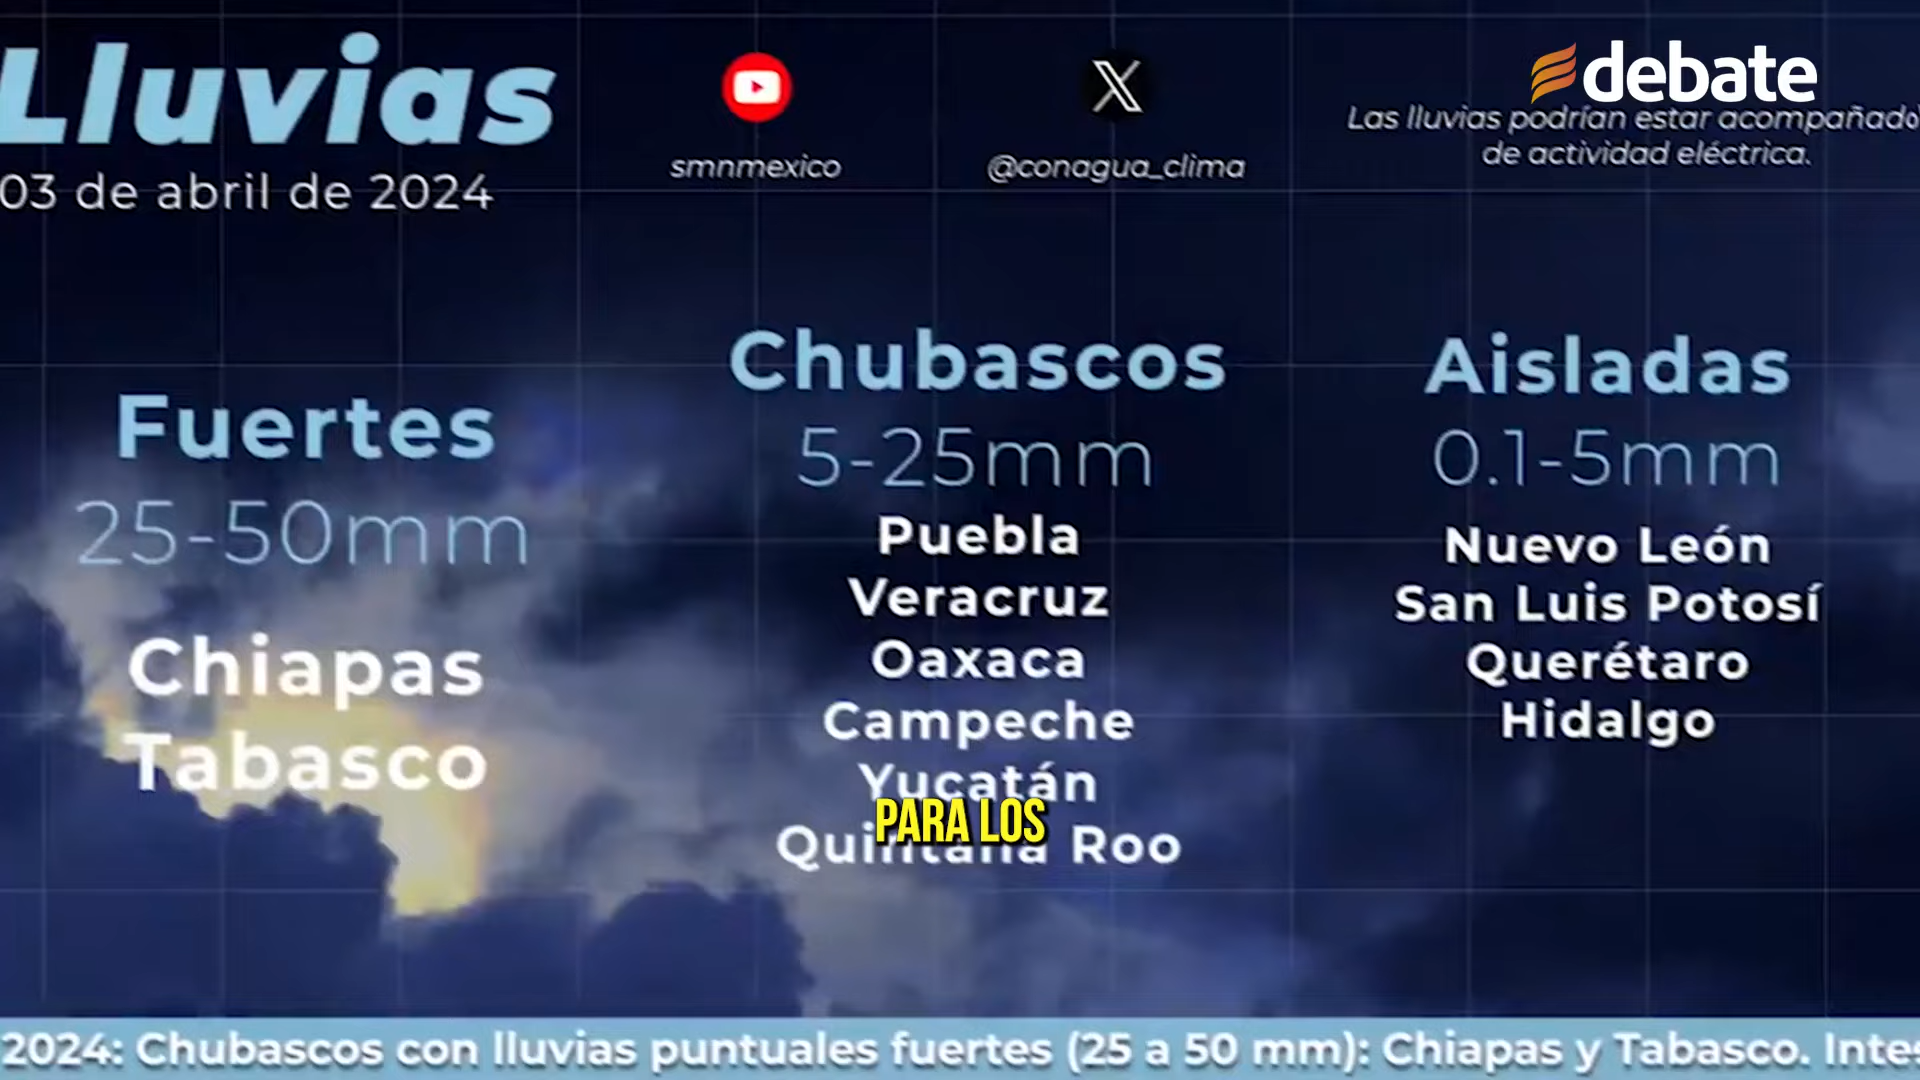 Lluvias
03 de abril de 2024
smnmexico
@conagua_clima
debate
Las lluvias podrían estar acompañado
de actividad eléctrica.
Fuertes
25-50mm
Chiapas
Tabasco
Chubascos
5-25mm
Puebla
Veracruz
Oaxaca
Campeche
Yucatán
PARA LOS
Quintana Roo
Aisladas
0.1-5mm
Nuevo León
San Luis Potosí
Querétaro
Hidalgo
2024: Chubascos con lluvias puntuales fuertes (25 a 50 mm): Chiapas y Tabasco. Inte